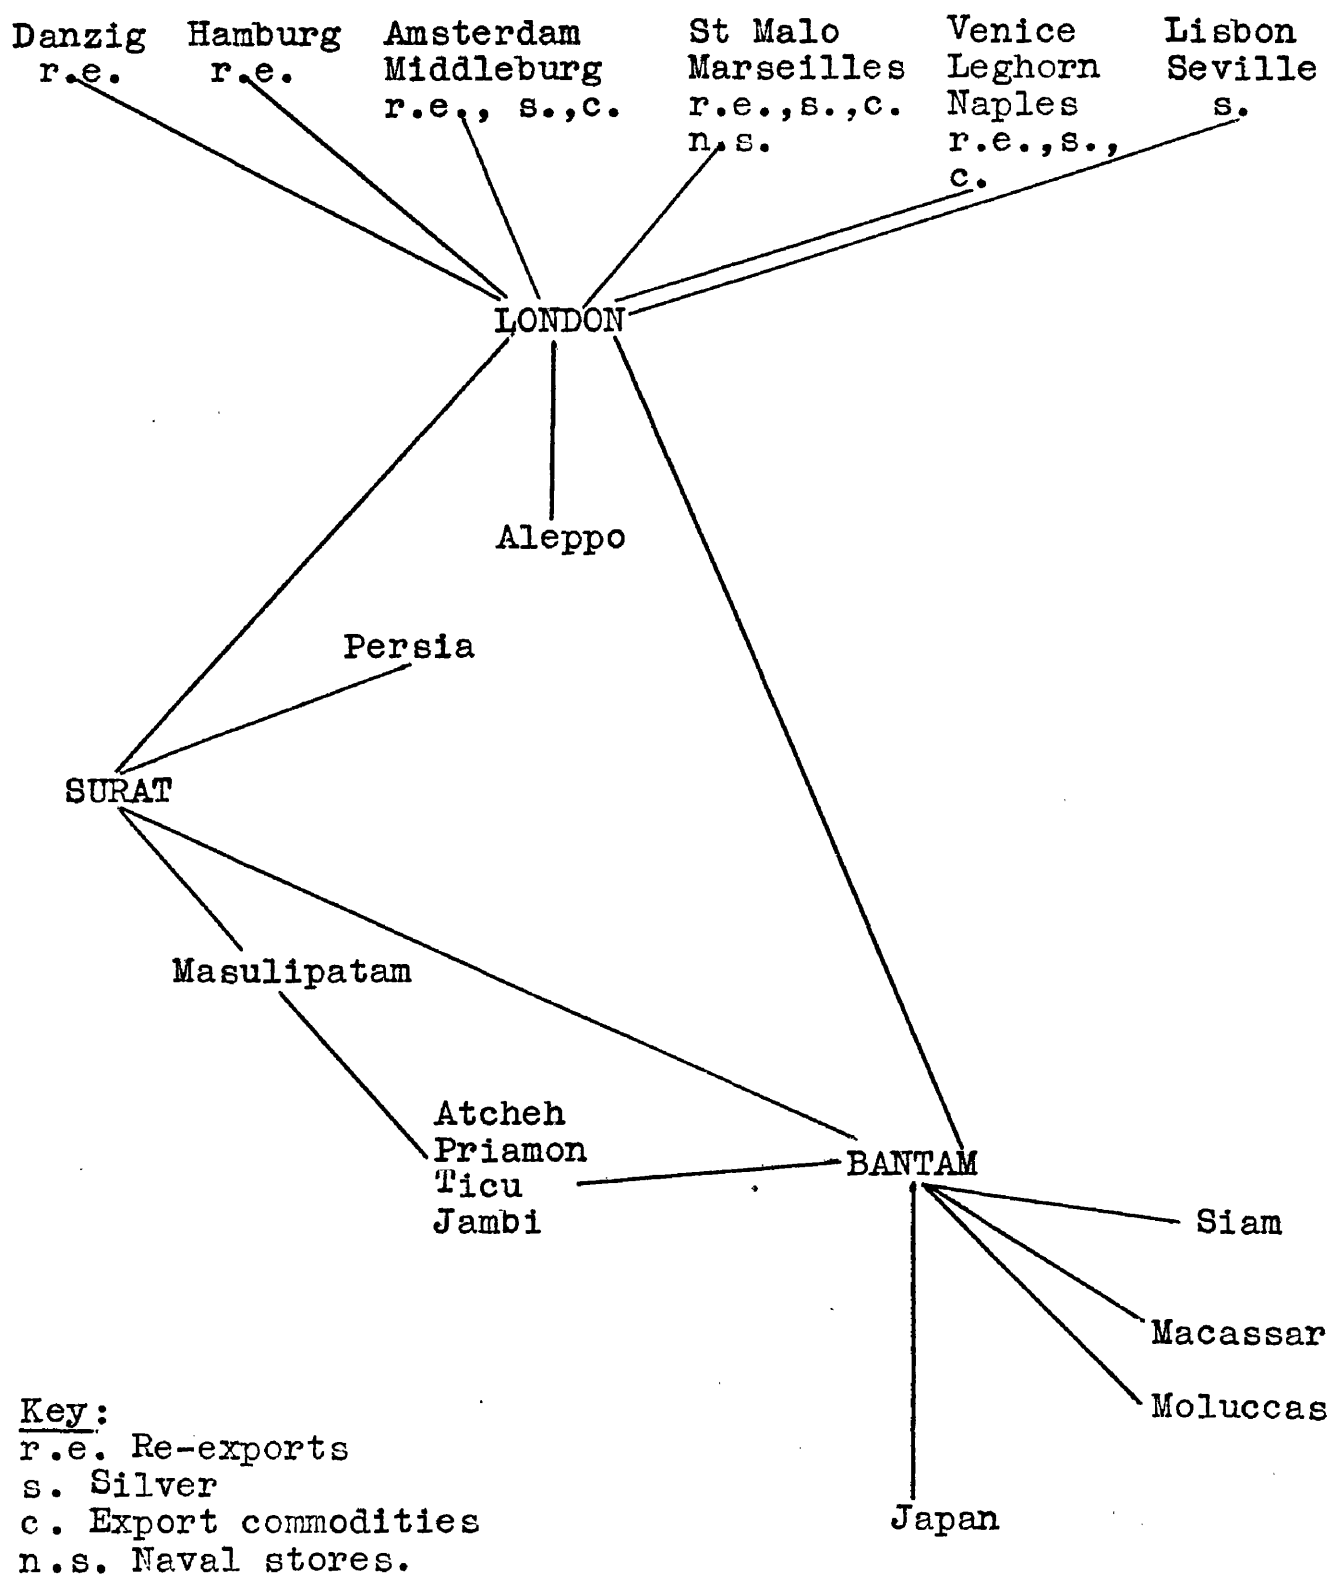 Danzig
r.e.
Hamburg
r.e.
Amsterdam
Middleburg
r.e., s.,c.
St Malo
Marseilles
r.e.,s.,c.
n.s.
Venice
Leghorn
Naples
r.e.,s.,
c.
Lisbon
Seville
s.
LONDON
Aleppo
Persia
SURAT
Masulipatam
Atcheh
Priamon
Ticu
Jambi
BANTAM
Siam
Macassar
Moluccas
Japan
Key:
r.e. Re-exports
s. Silver
c. Export commodities
n.s. Naval stores.